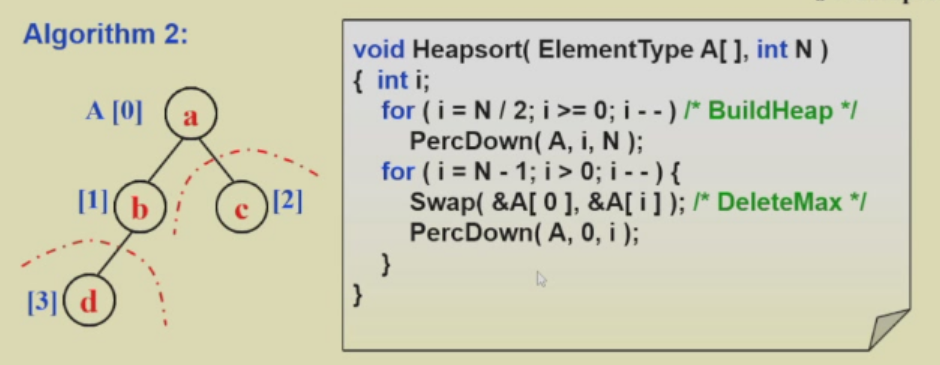 Algorithm 2:
A [0]
a
[1]
b
c
[2]
[3]
d
void Heapsort( ElementType A[ ], int N )
{ int i;
for ( i = N / 2; i >= 0; i - - ) /* BuildHeap */
PercDown( A, i, N );
for ( i = N - 1; i > 0; i - - ) {
Swap( &A[ 0 ], &A[ i ] ); /* DeleteMax */
PercDown( A, 0, i );
}
}